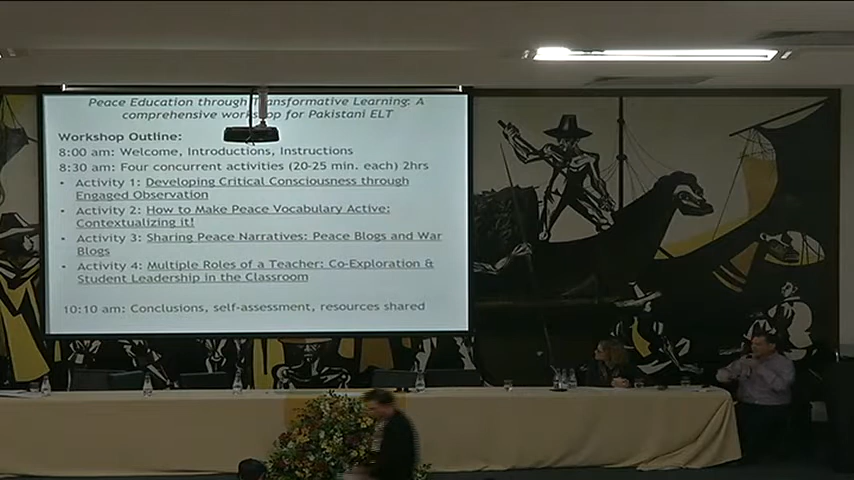 Peace Education through Transformative Learning: A
comprehensive workshop for Pakistani ELT
Workshop Outline:
8:00 am: Welcome, Introductions, Instructions
8:30 am: Four concurrent activities (20-25 min. each) 2hrs
• Activity 1: Developing Critical Consciousness through
Engaged Observation
• Activity 2: How to Make Peace Vocabulary Active:
Contextualizing it!
• Activity 3: Sharing Peace Narratives: Peace Blogs and War
Blogs
• Activity 4: Multiple Roles of a Teacher: Co-Exploration &
Student Leadership in the Classroom
10:10 am: Conclusions, self-assessment, resources shared